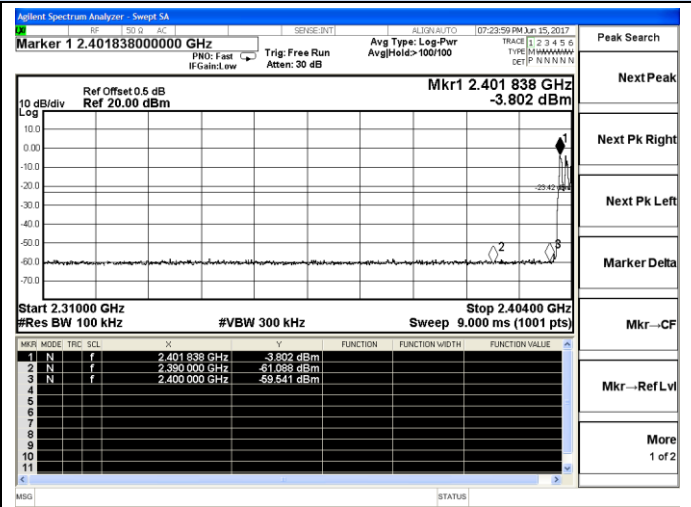 Agilent Spectrum Analyzer - Swept SA
LXI RF 50 Ω AC SENSE:INT ALIGN AUTO 07:23:59 PM Jun 15, 2017
Marker 1 2.401838000000 GHz
PNO: Fast
IFGain:Low
Trig: Free Run
Atten: 30 dB
Avg Type: Log-Pwr
Avg|Hold:>100/100
TRACE 1 2 3 4 5 6
TYPE M W W W W W
DET P N N N N N
Peak Search
Next Peak
Next Pk Right
Next Pk Left
Marker Delta
Mkr→CF
Mkr→Ref Lvl
More
1 of 2
Ref Offset 0.5 dB
10 dB/div Ref 20.00 dBm
Log
Mkr1 2.401 838 GHz
-3.802 dBm
10.0
0.00
-10.0
-20.0
-30.0
-40.0
-50.0
-60.0
-70.0
1
2
3
Start 2.31000 GHz
Stop 2.40400 GHz
#Res BW 100 kHz #VBW 300 kHz Sweep 9.000 ms (1001 pts)
MKR MODE TRC SCL X Y FUNCTION FUNCTION WIDTH FUNCTION VALUE
1 N f 2.401 838 GHz -3.802 dBm
2 N f 2.390 000 GHz -61.088 dBm
3 N f 2.400 000 GHz -59.541 dBm
4
5
6
7
8
9
10
11
MSG STATUS